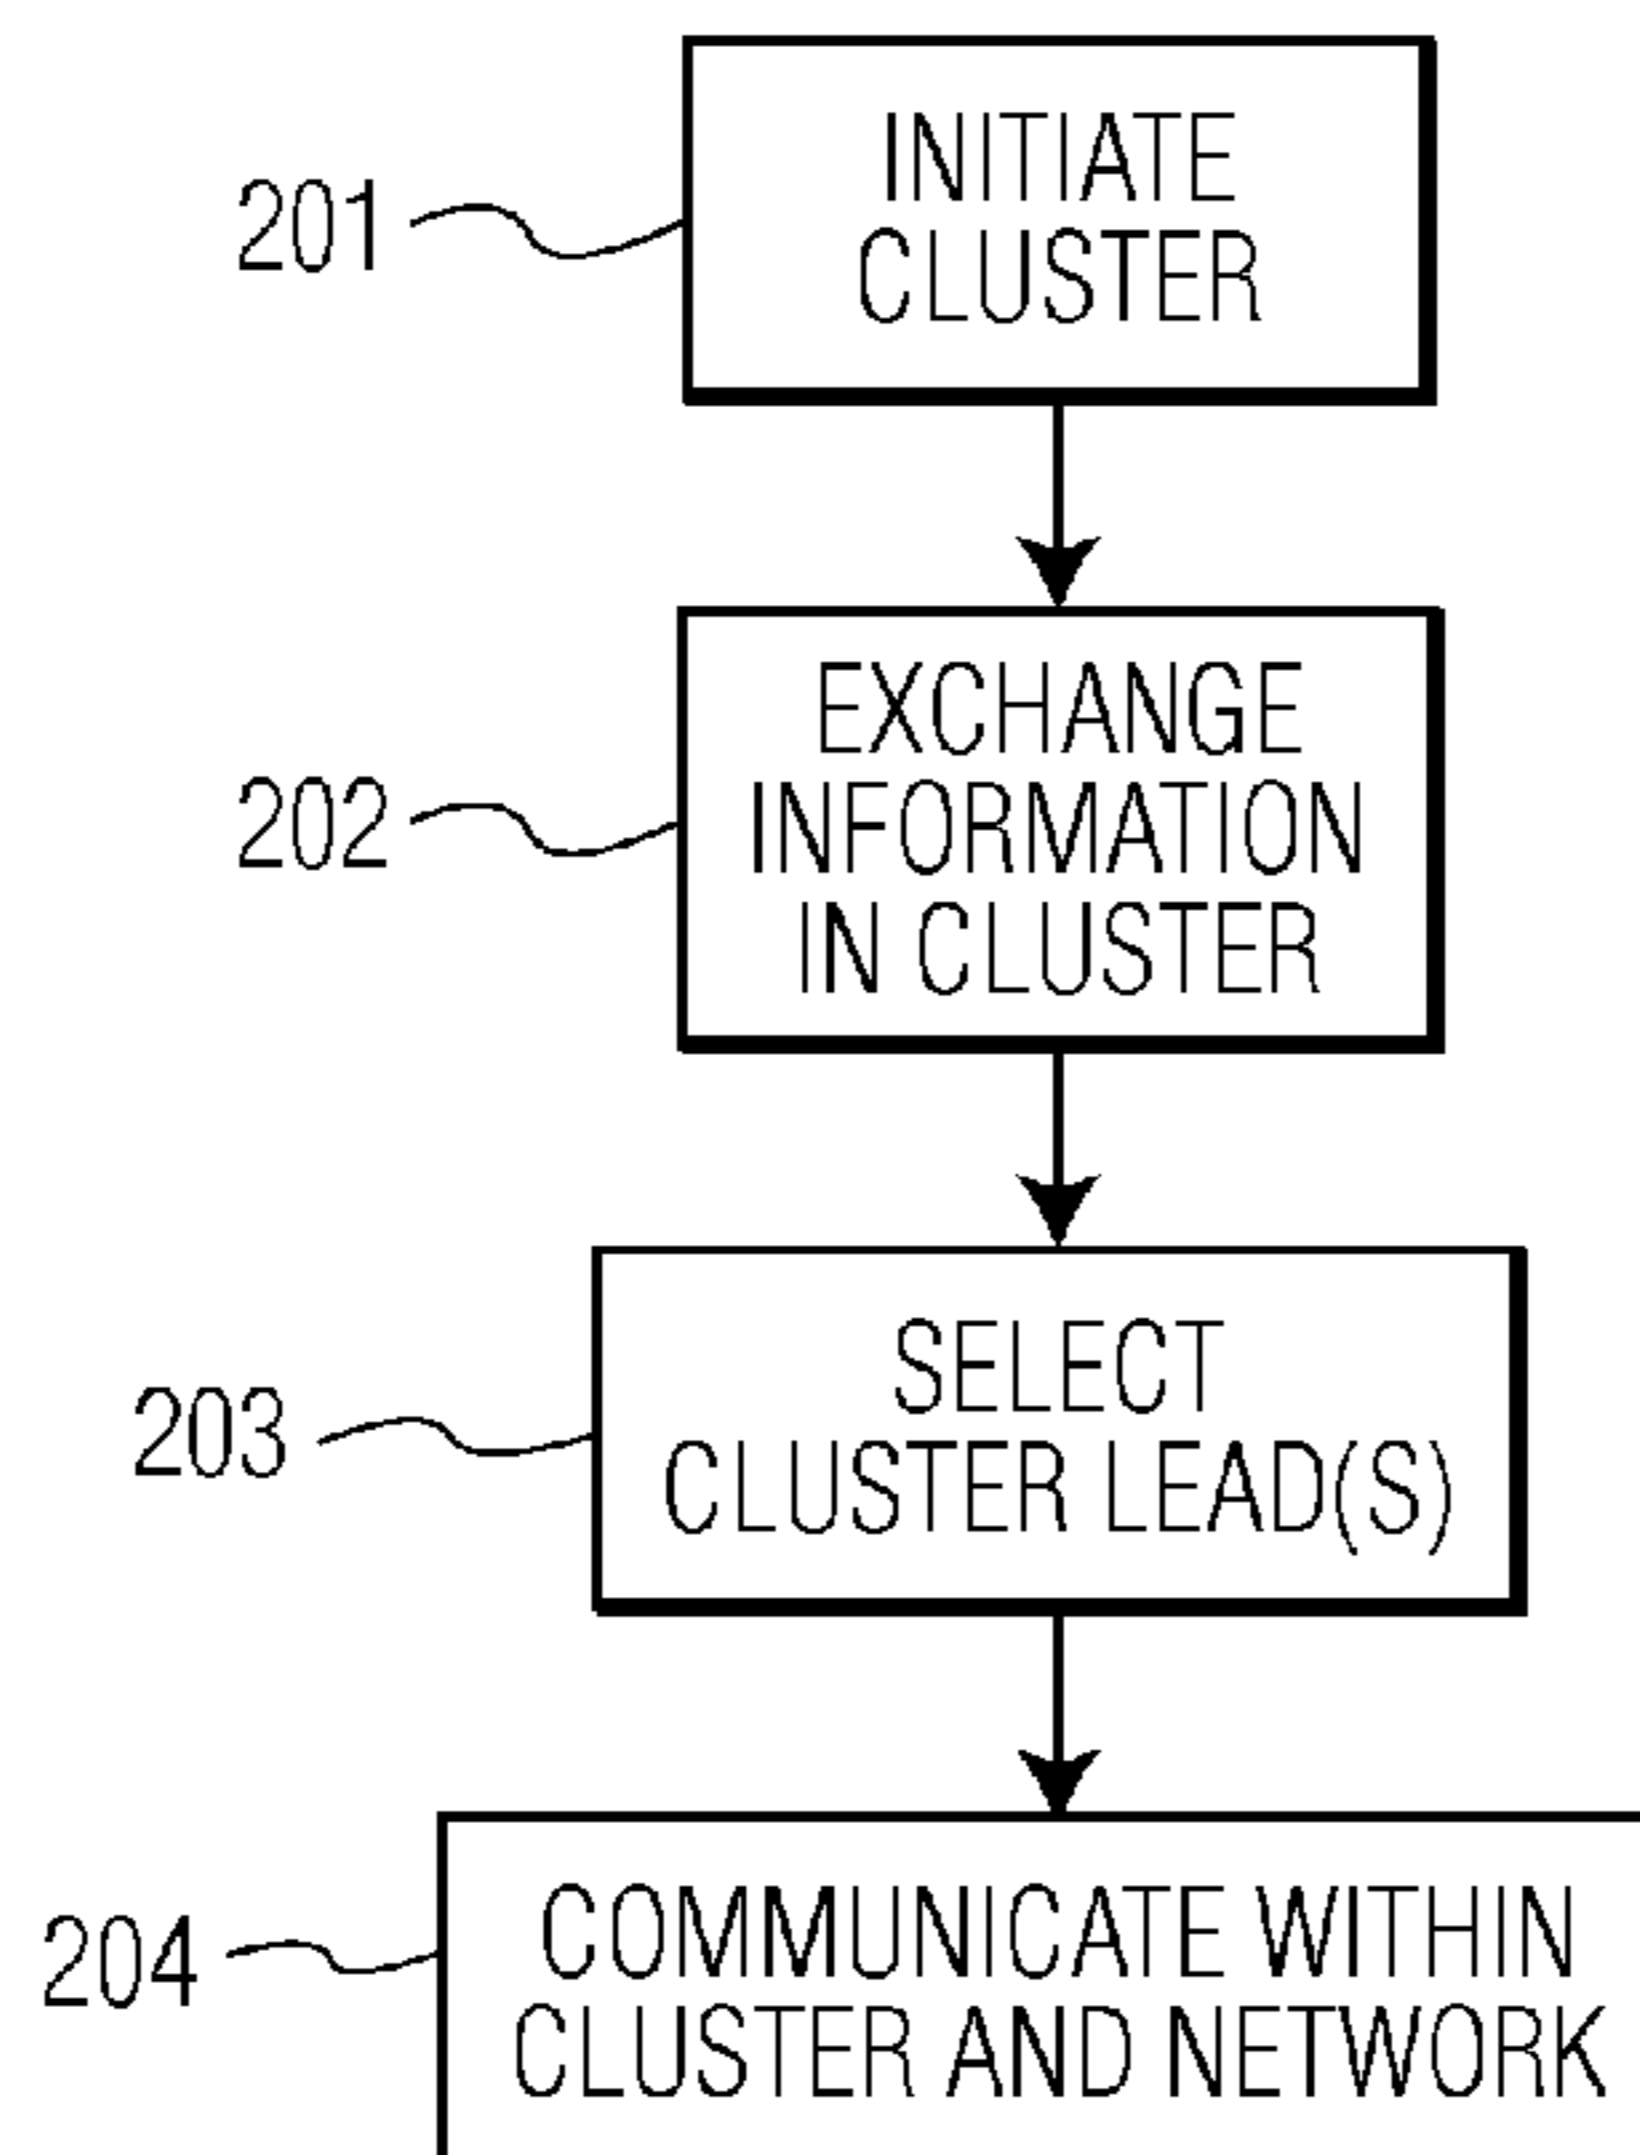 201
INITIATE
CLUSTER
202
EXCHANGE
INFORMATION
IN CLUSTER
203
SELECT
CLUSTER LEAD(S)
204
COMMUNICATE WITHIN
CLUSTER AND NETWORK